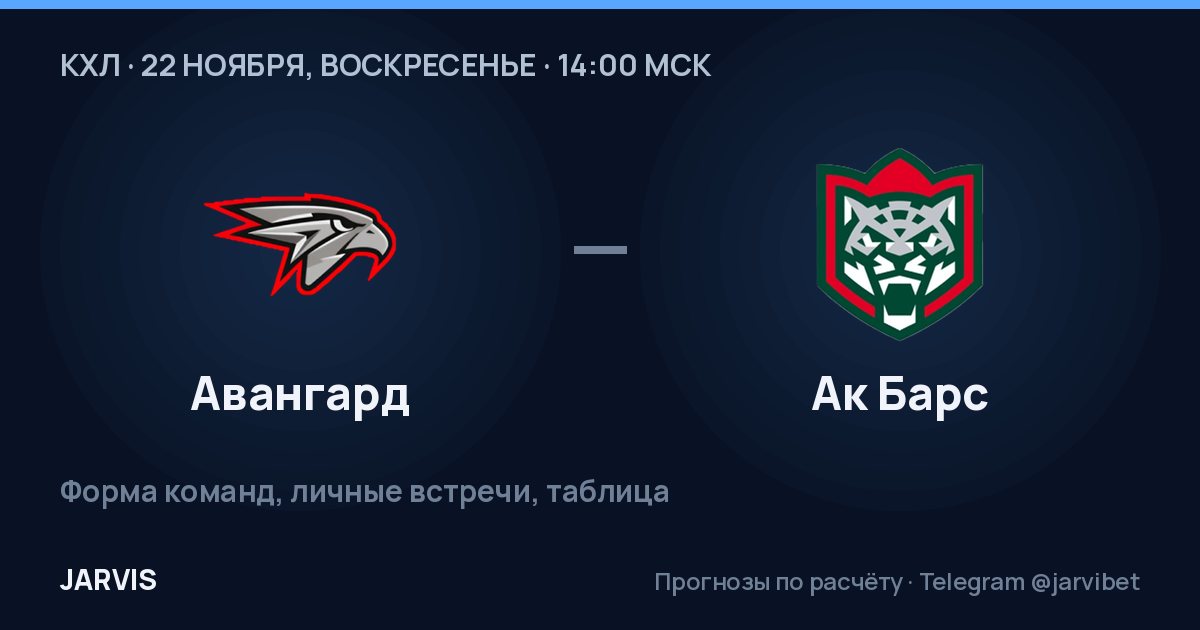 КХЛ · 22 НОЯБРЯ, ВОСКРЕСЕНЬЕ · 14:00 МСК
—
Авангард
Ак Барс
Форма команд, личные встречи, таблица
JARVIS
Прогнозы по расчёту · Telegram @jarvibet